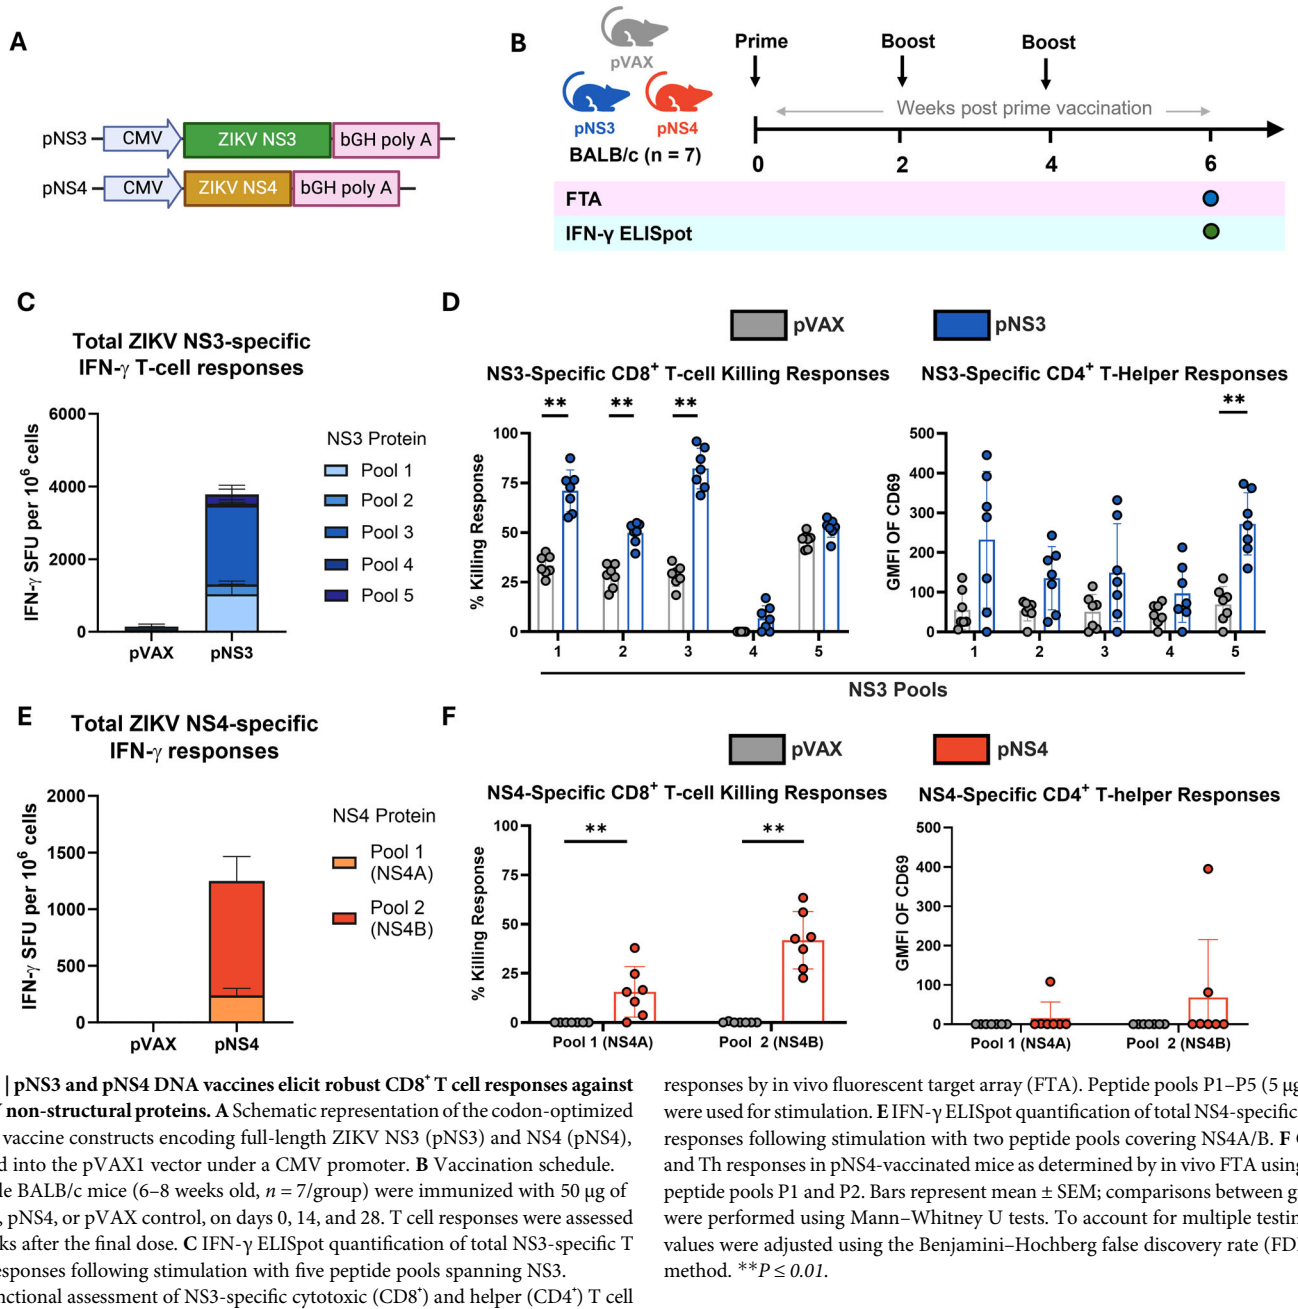 A
pNS3
CMV
ZIKV NS3
bGH poly A
pNS4
CMV
ZIKV NS4
bGH poly A
B
pVAX
pNS3
pNS4
BALB/c (n = 7)
Prime
Boost
Boost
Weeks post prime vaccination
0
2
4
6
FTA
IFN-γ ELISpot
C
Total ZIKV NS3-specific
IFN-γ T-cell responses
IFN-γ SFU per 10⁶ cells
6000
4000
2000
0
pVAX
pNS3
NS3 Protein
Pool 1
Pool 2
Pool 3
Pool 4
Pool 5
D
pVAX
pNS3
NS3-Specific CD8⁺ T-cell Killing Responses
**
**
**
% Killing Response
100
75
50
25
0
1
2
3
4
5
NS3-Specific CD4⁺ T-Helper Responses
**
GMFI OF CD69
500
400
300
200
100
0
1
2
3
4
5
NS3 Pools
E
Total ZIKV NS4-specific
IFN-γ responses
IFN-γ SFU per 10⁶ cells
2000
1500
1000
500
0
pVAX
pNS4
NS4 Protein
Pool 1
(NS4A)
Pool 2
(NS4B)
F
pVAX
pNS4
NS4-Specific CD8⁺ T-cell Killing Responses
**
**
% Killing Response
100
75
50
25
0
Pool 1 (NS4A)
Pool 2 (NS4B)
NS4-Specific CD4⁺ T-helper Responses
GMFI OF CD69
500
400
300
200
100
0
Pool 1 (NS4A)
Pool 2 (NS4B)
| pNS3 and pNS4 DNA vaccines elicit robust CD8⁺ T cell responses against
non-structural proteins. A Schematic representation of the codon-optimized
vaccine constructs encoding full-length ZIKV NS3 (pNS3) and NS4 (pNS4),
into the pVAX1 vector under a CMV promoter. B Vaccination schedule.
BALB/c mice (6–8 weeks old, n = 7/group) were immunized with 50 μg of
, pNS4, or pVAX control, on days 0, 14, and 28. T cell responses were assessed
after the final dose. C IFN-γ ELISpot quantification of total NS3-specific T
responses following stimulation with five peptide pools spanning NS3.
assessment of NS3-specific cytotoxic (CD8⁺) and helper (CD4⁺) T cell
responses by in vivo fluorescent target array (FTA). Peptide pools P1–P5 (5 μg
were used for stimulation. E IFN-γ ELISpot quantification of total NS4-specific
responses following stimulation with two peptide pools covering NS4A/B. F
and Th responses in pNS4-vaccinated mice as determined by in vivo FTA using
peptide pools P1 and P2. Bars represent mean ± SEM; comparisons between
were performed using Mann–Whitney U tests. To account for multiple
values were adjusted using the Benjamini–Hochberg false discovery rate
method. **P ≤ 0.01.